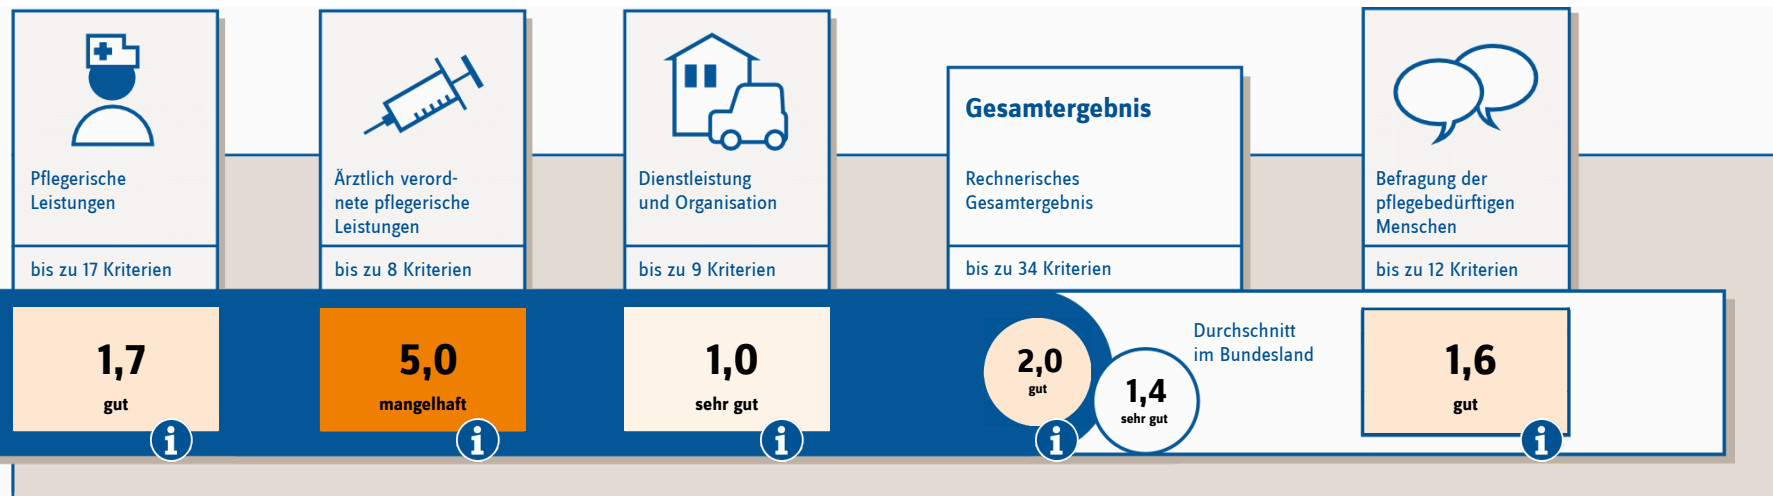 Pflegerische
Leistungen
bis zu 17 Kriterien
1,7
gut
i
Ärztlich verord-
nete pflegerische
Leistungen
bis zu 8 Kriterien
5,0
mangelhaft
i
Dienstleistung
und Organisation
bis zu 9 Kriterien
1,0
sehr gut
i
Gesamtergebnis
Rechnerisches
Gesamtergebnis
bis zu 34 Kriterien
2,0
gut
i
Durchschnitt
im Bundesland
1,4
sehr gut
Befragung der
pflegebedürftigen
Menschen
bis zu 12 Kriterien
1,6
gut
i